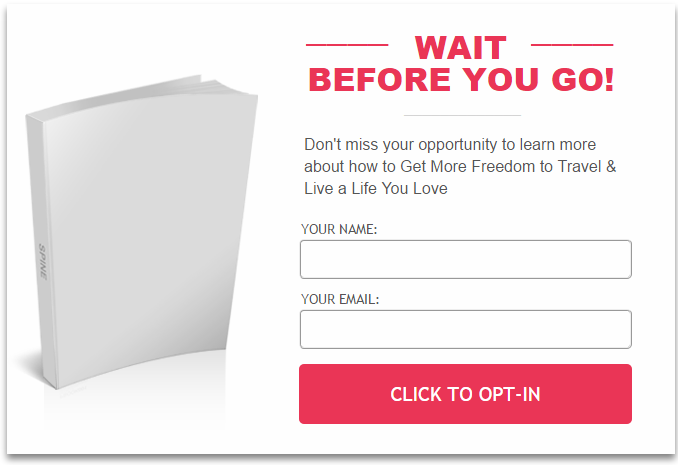 WAIT
BEFORE YOU GO!
Don't miss your opportunity to learn more
about how to Get More Freedom to Travel &
Live a Life You Love
YOUR NAME:
YOUR EMAIL:
CLICK TO OPT-IN
SPINE